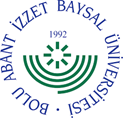 BOLU ABANT İZZET BAYSAL ÜNİVERSİTESİ
1992